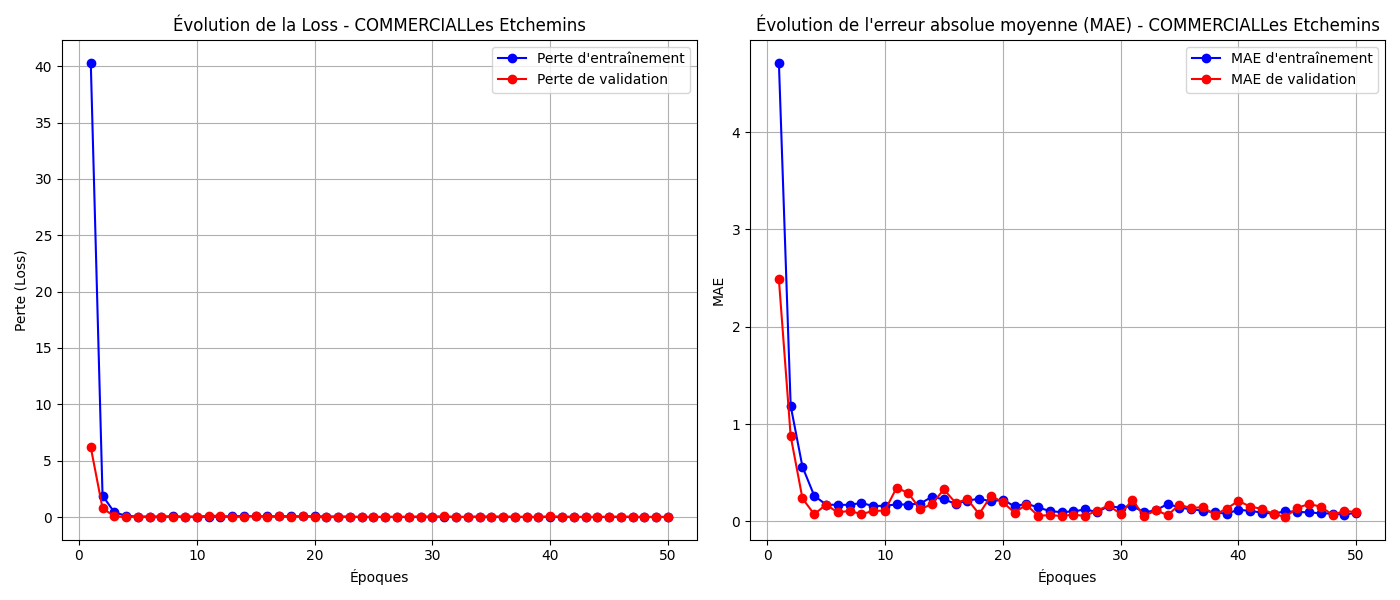 Évolution de la Loss - COMMERCIALLes Etchemins
Perte d'entraînement
Perte de validation
40
35
30
25
20
15
10
5
0
Perte (Loss)
0 10 20 30 40 50
Époques
Évolution de l'erreur absolue moyenne (MAE) - COMMERCIALLes Etchemins
MAE d'entraînement
MAE de validation
4
3
2
1
0
MAE
0 10 20 30 40 50
Époques